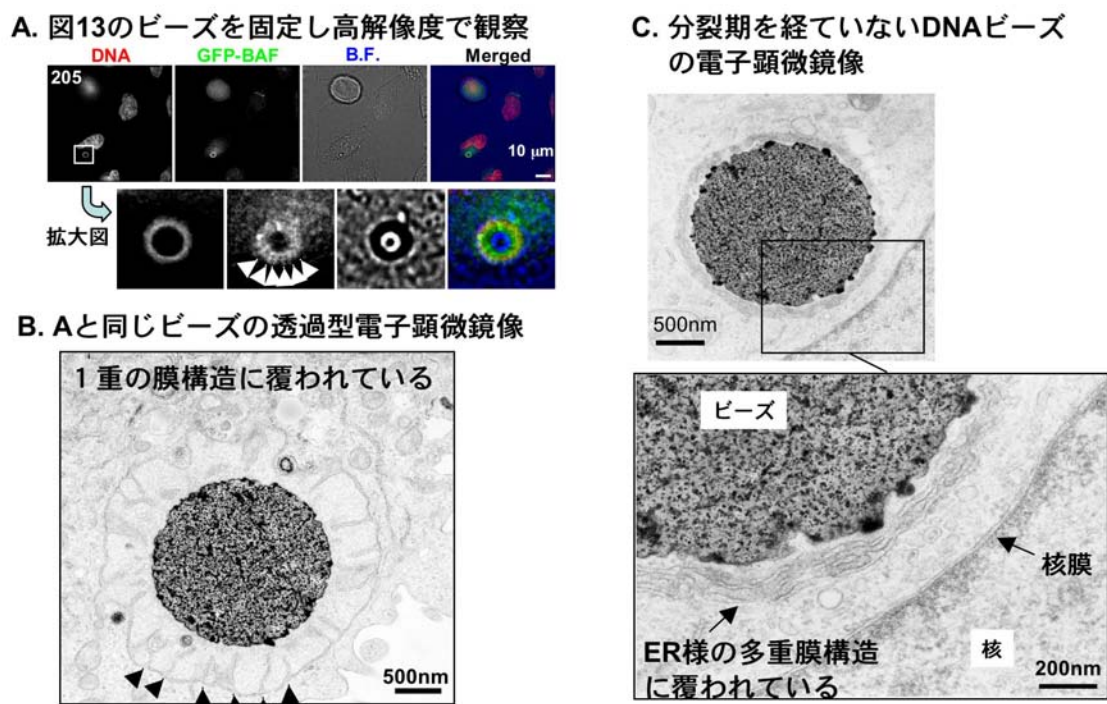 A. 図13のビーズを固定し高解像度で観察
DNA GFP-BAF B.F. Merged
205
10 μm
拡大図
B. Aと同じビーズの透過型電子顕微鏡像
1 重の膜構造に覆われている
500nm
C. 分裂期を経ていないDNAビーズ
の電子顕微鏡像
500nm
ビーズ
核膜
ER様の多重膜構造
に覆われている
核
200nm